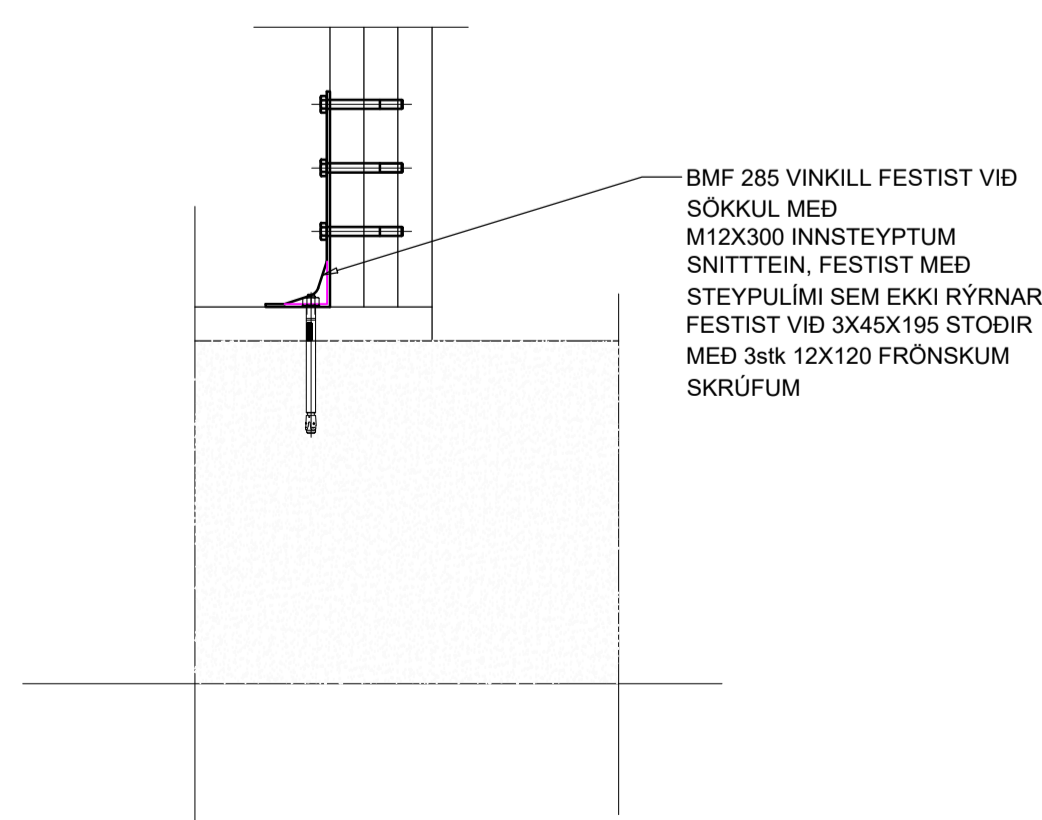 BMF 285 VINKILL FESTIST VIÐ
SÖKKUL MEÐ
M12X300 INNSTEYPTUM
SNITTTEIN, FESTIST MEÐ
STEYPULÍMI SEM EKKI RÝRNAR
FESTIST VIÐ 3X45X195 STOÐIR
MEÐ 3stk 12X120 FRÖNSKUM
SKRÚFUM